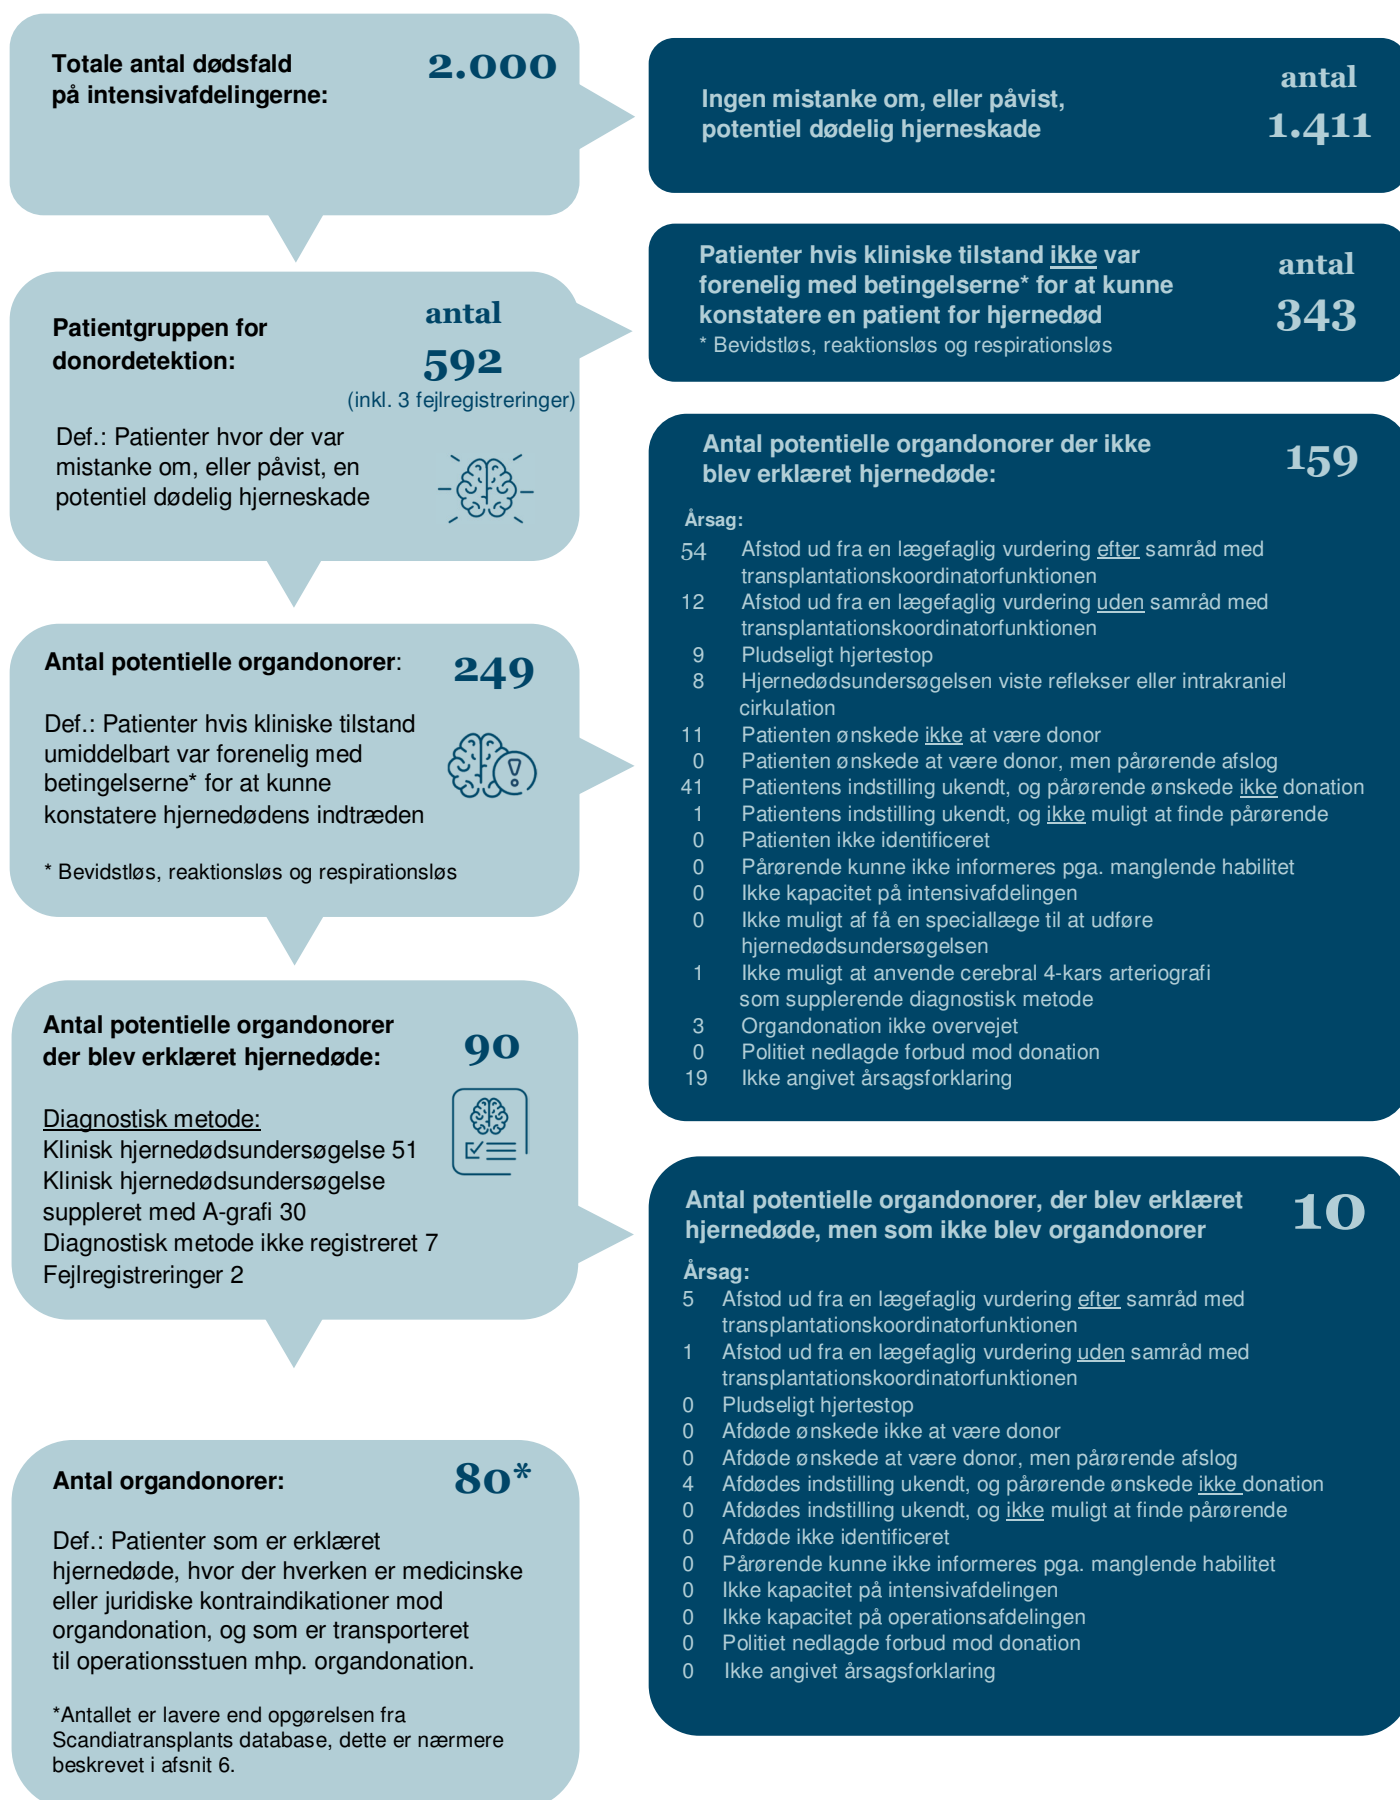 Totale antal dødsfald
på intensivafdelingerne:
2.000
Ingen mistanke om, eller påvist,
potentiel dødelig hjerneskade
antal
1.411
Patientgruppen for
donordetektion:
antal
592
(inkl. 3 fejlregistreringer)
Def.: Patienter hvor der var
mistanke om, eller påvist, en
potentiel dødelig hjerneskade
Patienter hvis kliniske tilstand ikke var
forenelig med betingelserne* for at kunne
konstatere en patient for hjernedød
* Bevidstløs, reaktionsløs og respirationsløs
antal
343
Antal potentielle organdonorer:
249
Def.: Patienter hvis kliniske tilstand
umiddelbart var forenelig med
betingelserne* for at kunne
konstatere hjernedødens indtræden
* Bevidstløs, reaktionsløs og respirationsløs
Antal potentielle organdonorer der ikke
blev erklæret hjernedøde:
159
Årsag:
54 Afstod ud fra en lægefaglig vurdering efter samråd med
transplantationskoordinatorfunktionen
12 Afstod ud fra en lægefaglig vurdering uden samråd med
transplantationskoordinatorfunktionen
9 Pludseligt hjertestop
8 Hjernedødsundersøgelsen viste reflekser eller intrakraniel
cirkulation
11 Patienten ønskede ikke at være donor
0 Patienten ønskede at være donor, men pårørende afslog
41 Patientens indstilling ukendt, og pårørende ønskede ikke donation
1 Patientens indstilling ukendt, og ikke muligt at finde pårørende
0 Patienten ikke identificeret
0 Pårørende kunne ikke informeres pga. manglende habilitet
0 Ikke kapacitet på intensivafdelingen
0 Ikke muligt af få en speciallæge til at udføre
hjernedødsundersøgelsen
1 Ikke muligt at anvende cerebral 4-kars arteriografi
som supplerende diagnostisk metode
3 Organdonation ikke overvejet
0 Politiet nedlagde forbud mod donation
19 Ikke angivet årsagsforklaring
Antal potentielle organdonorer
der blev erklæret hjernedøde:
90
Diagnostisk metode:
Klinisk hjernedødsundersøgelse 51
Klinisk hjernedødsundersøgelse
suppleret med A-grafi 30
Diagnostisk metode ikke registreret 7
Fejlregistreringer 2
Antal potentielle organdonorer, der blev erklæret
hjernedøde, men som ikke blev organdonorer
10
Årsag:
5 Afstod ud fra en lægefaglig vurdering efter samråd med
transplantationskoordinatorfunktionen
1 Afstod ud fra en lægefaglig vurdering uden samråd med
transplantationskoordinatorfunktionen
0 Pludseligt hjertestop
0 Afdøde ønskede ikke at være donor
0 Afdøde ønskede at være donor, men pårørende afslog
4 Afdødes indstilling ukendt, og pårørende ønskede ikke donation
0 Afdødes indstilling ukendt, og ikke muligt at finde pårørende
0 Afdøde ikke identificeret
0 Pårørende kunne ikke informeres pga. manglende habilitet
0 Ikke kapacitet på intensivafdelingen
0 Ikke kapacitet på operationsafdelingen
0 Politiet nedlagde forbud mod donation
0 Ikke angivet årsagsforklaring
Antal organdonorer:
80*
Def.: Patienter som er erklæret
hjernedøde, hvor der hverken er medicinske
eller juridiske kontraindikationer mod
organdonation, og som er transporteret
til operationsstuen mhp. organdonation.
*Antallet er lavere end opgørelsen fra
Scandiatransplants database, dette er nærmere
beskrevet i afsnit 6.